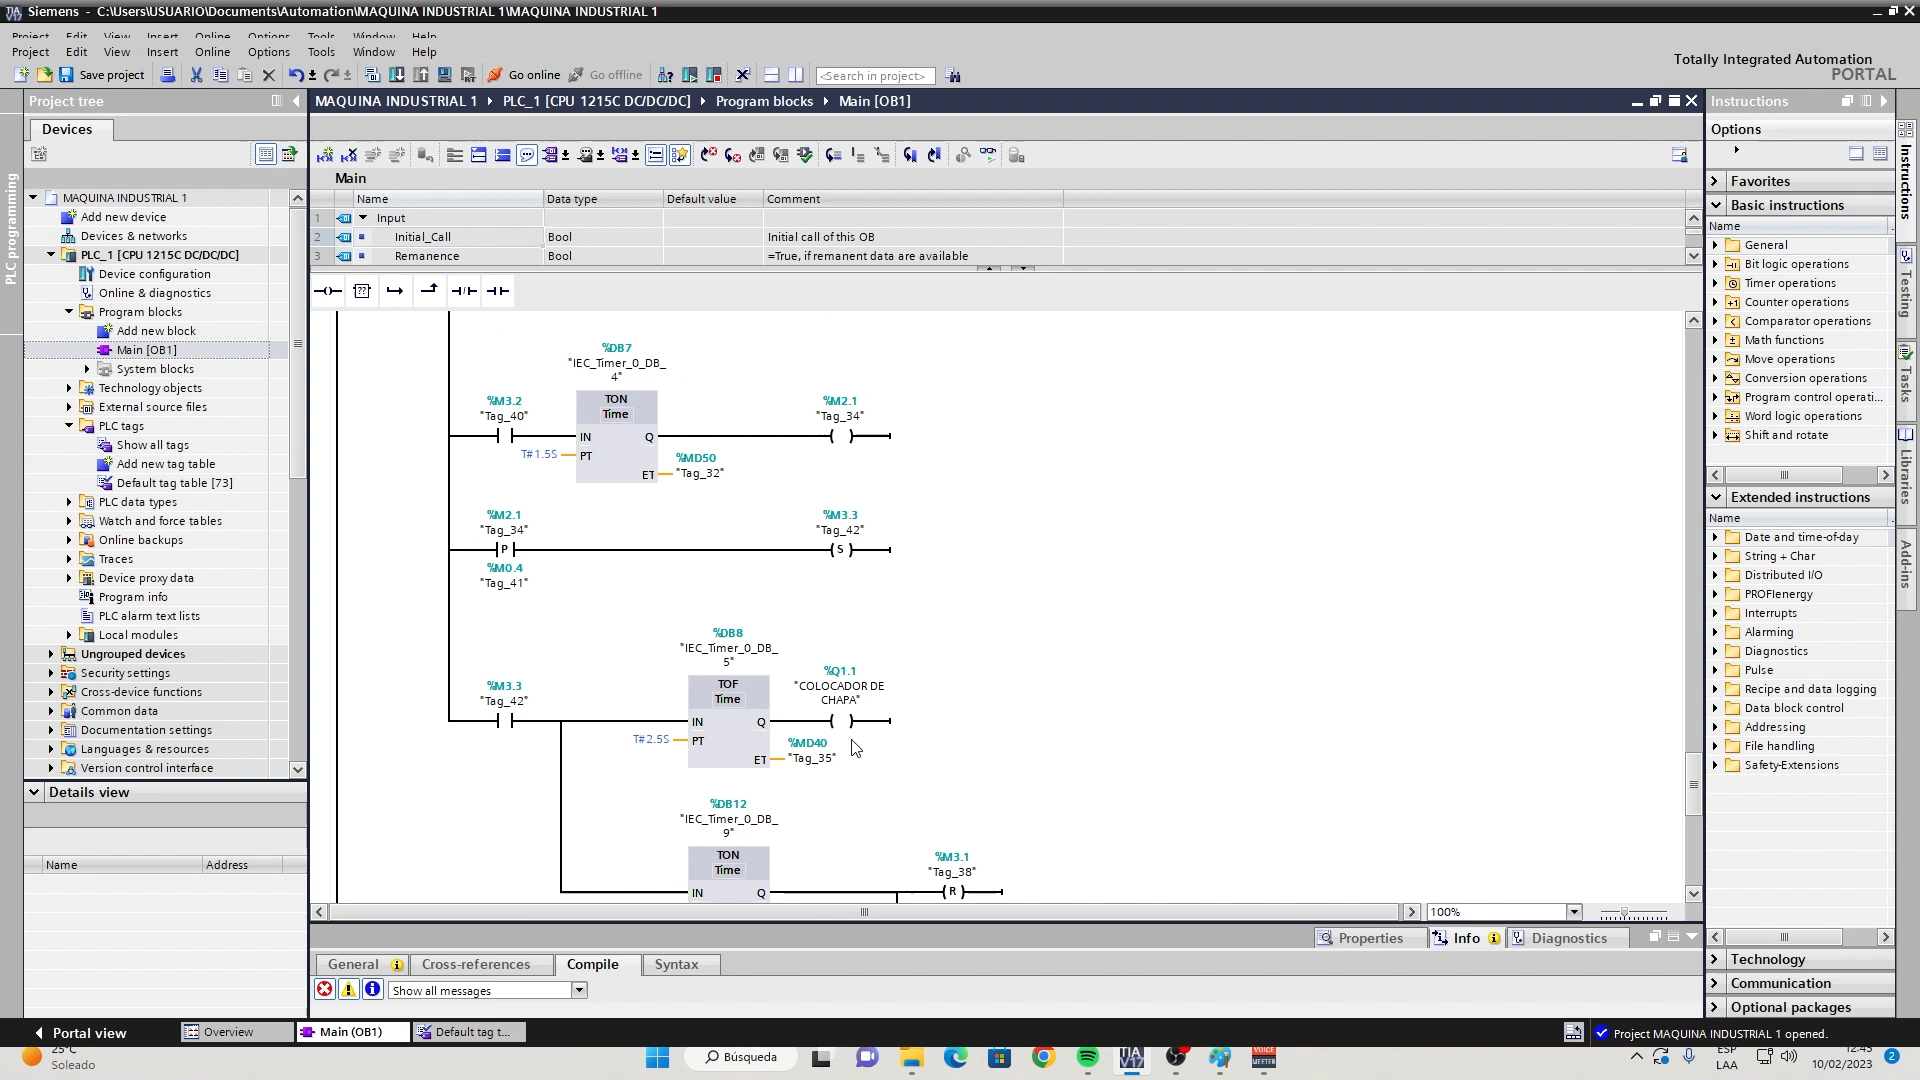 Siemens - C:\Users\USUARIO\Documents\Automation\MAQUINA INDUSTRIAL 1\MAQUINA INDUSTRIAL 1
Project Edit View Insert Online Options Tools Window Help
Project Edit View Insert Online Options Tools Window Help
Totally Integrated Automation
PORTAL
Save project
Go online
Go offline
<Search in project>
Project tree
MAQUINA INDUSTRIAL 1 PLC_1 [CPU 1215C DC/DC/DC] Program blocks Main [OB1]
Instructions
Devices
Options
PLC programming
MAQUINA INDUSTRIAL 1
Add new device
Devices & networks
PLC_1 [CPU 1215C DC/DC/DC]
Device configuration
Online & diagnostics
Program blocks
Add new block
Main [OB1]
System blocks
Technology objects
External source files
PLC tags
Show all tags
Add new tag table
Default tag table [73]
PLC data types
Watch and force tables
Online backups
Traces
Device proxy data
Program info
PLC alarm text lists
Local modules
Ungrouped devices
Security settings
Cross-device functions
Common data
Documentation settings
Languages & resources
Version control interface
Details view
Name Address
Main
Name Data type Default value Comment
1 Input
2 Initial_Call Bool Initial call of this OB
3 Remanence Bool =True, if remanent data are available
??
%DB7
"IEC_Timer_0_DB_
4"
%M3.2
"Tag_40"
TON
Time
%M2.1
"Tag_34"
IN Q
T#1.5S PT
%MD50
ET "Tag_32"
%M2.1
"Tag_34"
P
%M0.4
"Tag_41"
%M3.3
"Tag_42"
S
%DB8
"IEC_Timer_0_DB_
5"
%M3.3
"Tag_42"
TOF
Time
%Q1.1
"COLOCADOR DE
CHAPA"
IN Q
T#2.5S PT
%MD40
ET "Tag_35"
%DB12
"IEC_Timer_0_DB_
9"
TON
Time
%M3.1
"Tag_38"
IN Q
R
100%
Properties Info Diagnostics
General Cross-references Compile Syntax
Show all messages
Favorites
Basic instructions
Name
General
Bit logic operations
Timer operations
Counter operations
Comparator operations
Math functions
Move operations
Conversion operations
Program control operati...
Word logic operations
Shift and rotate
Extended instructions
Name
Date and time-of-day
String + Char
Distributed I/O
PROFIenergy
Interrupts
Alarming
Diagnostics
Pulse
Recipe and data logging
Data block control
Addressing
File handling
Safety-Extensions
Technology
Communication
Optional packages
Instructions
Testing
Tasks
Libraries
Add-ins
Portal view
Overview
Main (OB1)
Default tag t...
Project MAQUINA INDUSTRIAL 1 opened.
25°C
Soleado
Búsqueda
TIA
V17
VOICE
MEETER
ESP
LAA
12:45
10/02/2023
2